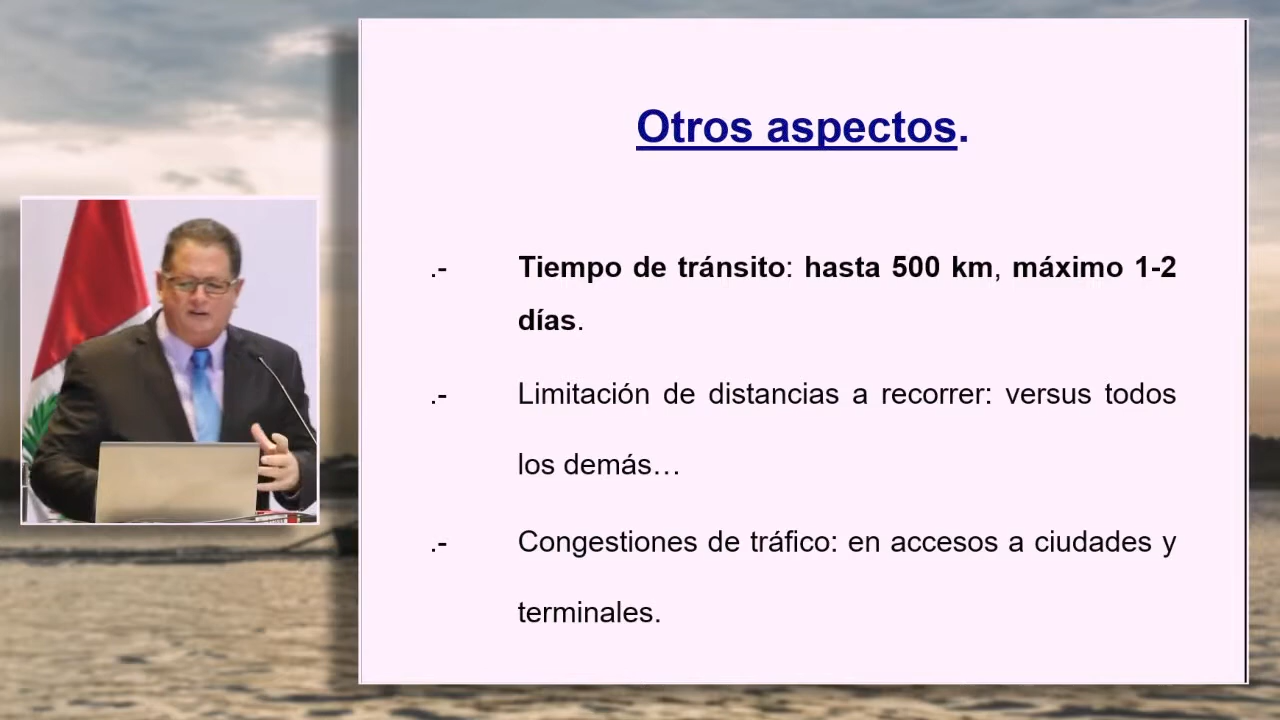 Otros aspectos.
.- Tiempo de tránsito: hasta 500 km, máximo 1-2
días.
.- Limitación de distancias a recorrer: versus todos
los demás…
.- Congestiones de tráfico: en accesos a ciudades y
terminales.